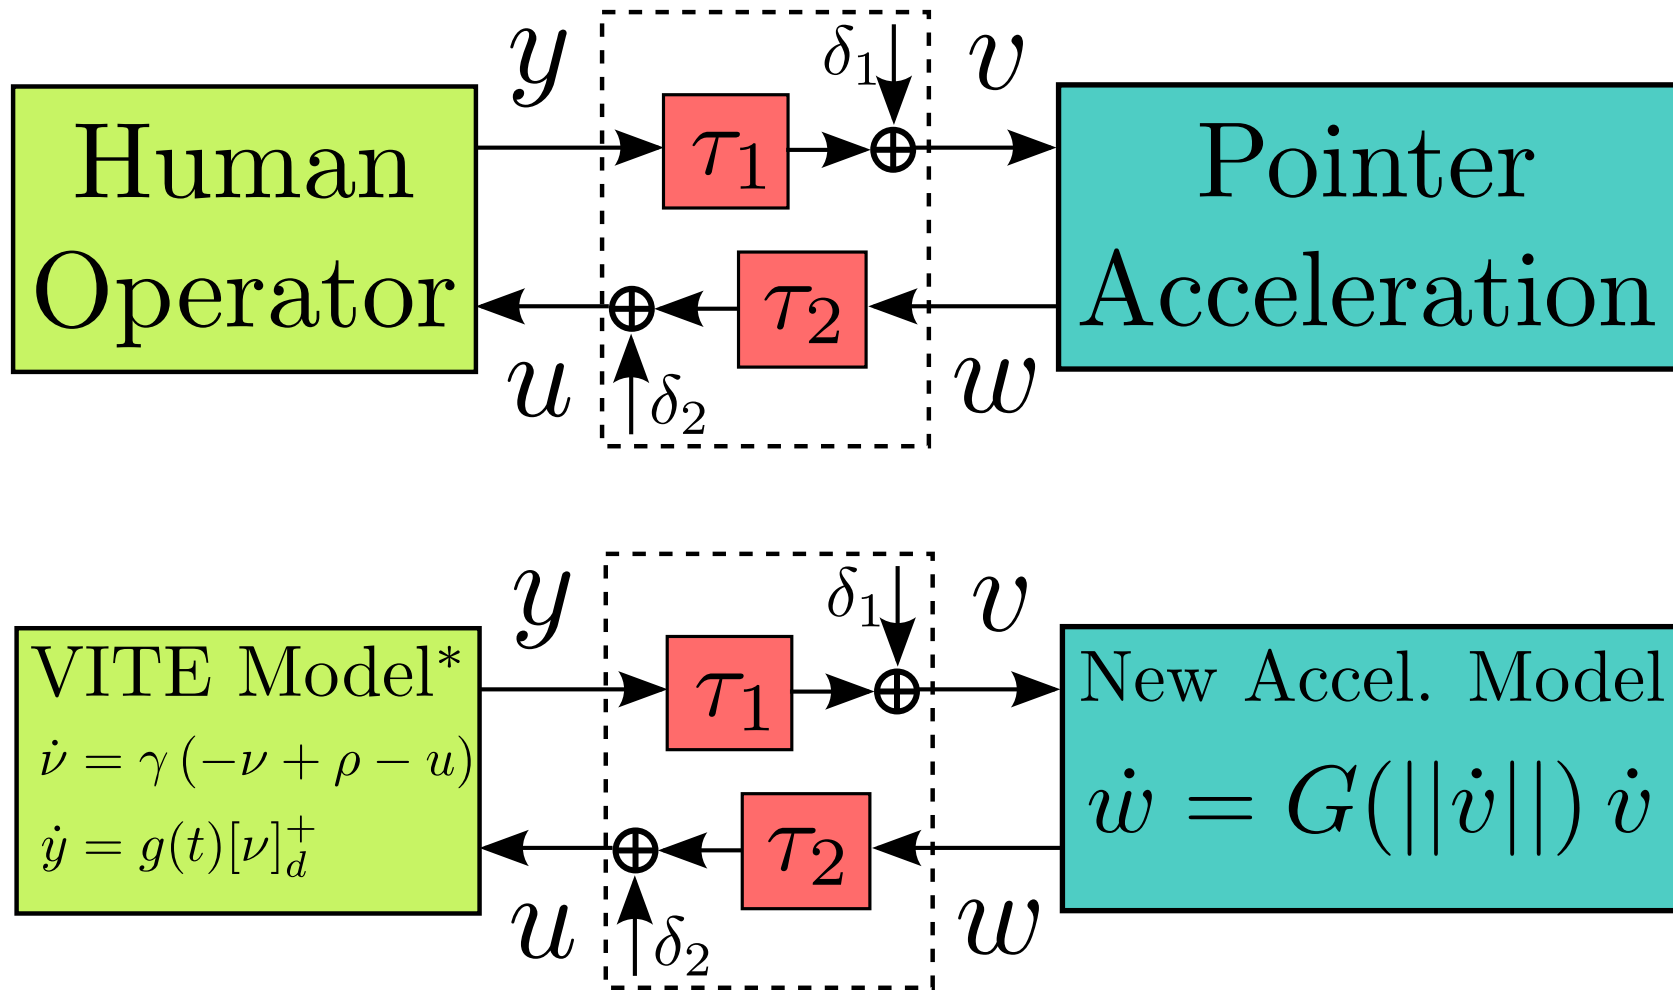 y
δ₁
v
Human
Operator
τ₁
Pointer
Acceleration
τ₂
u
δ₂
w
y
δ₁
v
VITE Model*
ν̇ = γ (−ν + ρ − u)
ẏ = g(t)[ν]₊d
τ₁
New Accel. Model
ẇ = G(||v̇||) v̇
τ₂
u
δ₂
w